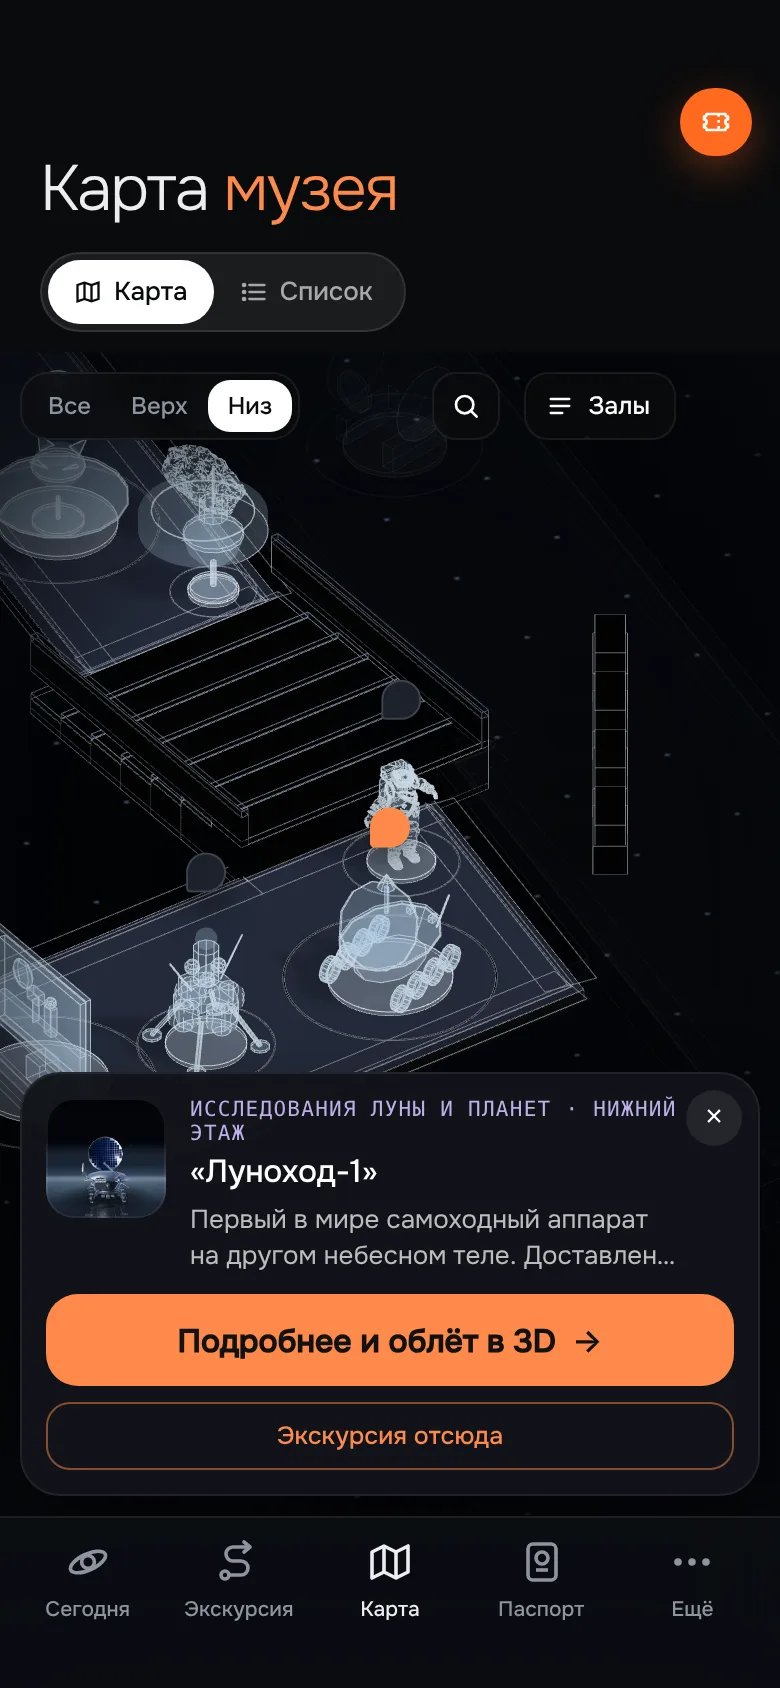 Карта музея
Карта
Список
Все
Верх
Низ
Залы
ИССЛЕДОВАНИЯ ЛУНЫ И ПЛАНЕТ · НИЖНИЙ
ЭТАЖ
«Луноход-1»
Первый в мире самоходный аппарат
на другом небесном теле. Доставлен...
Подробнее и облёт в 3D →
Экскурсия отсюда
Сегодня
Экскурсия
Карта
Паспорт
Ещё